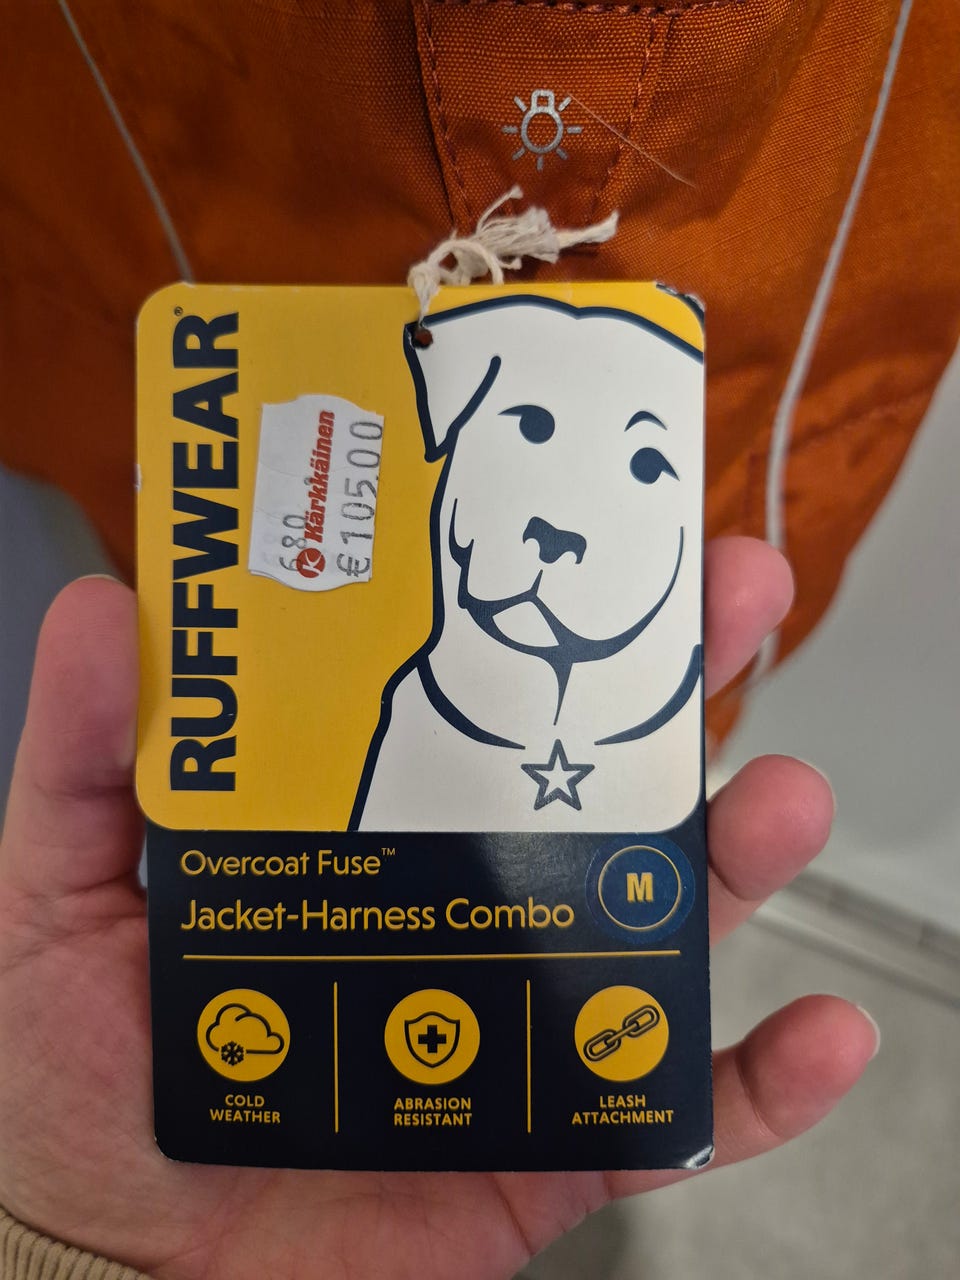 RUFFWEAR®
680
Kärkkäinen
€105.00
Overcoat Fuse™
Jacket-Harness Combo
M
COLD
WEATHER
ABRASION
RESISTANT
LEASH
ATTACHMENT